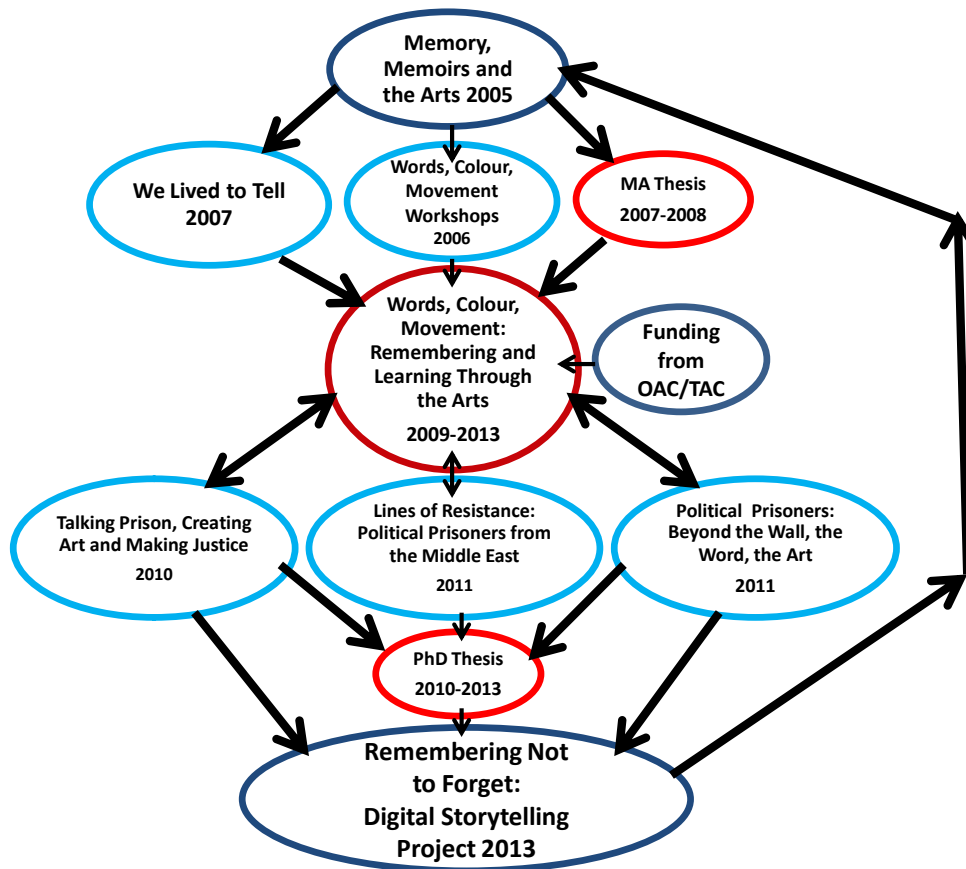 Memory,
Memoirs and
the Arts 2005
We Lived to Tell
2007
Words, Colour,
Movement
Workshops
2006
MA Thesis
2007-2008
Words, Colour,
Movement:
Remembering and
Learning Through
the Arts
2009-2013
Funding
from
OAC/TAC
Talking Prison, Creating
Art and Making Justice
2010
Lines of Resistance:
Political Prisoners from
the Middle East
2011
Political Prisoners:
Beyond the Wall, the
Word, the Art
2011
PhD Thesis
2010-2013
Remembering Not
to Forget:
Digital Storytelling
Project 2013